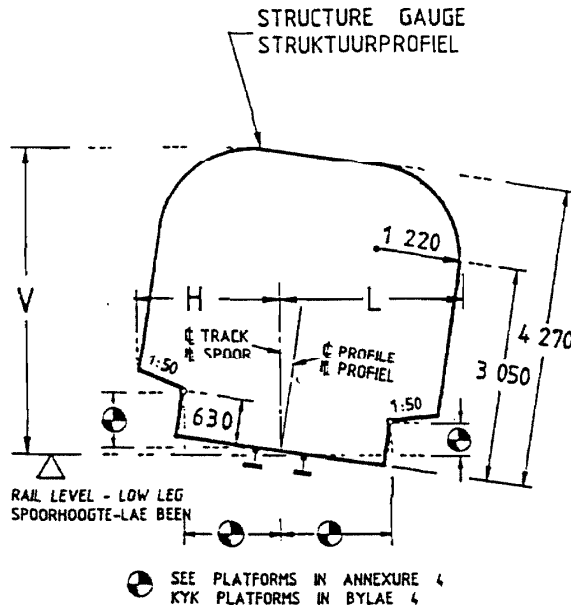 STRUCTURE GAUGE
STRUKTUURPROFIEL
1 220
V
H
L
4 270
℄ TRACK
℄ SPOOR
℄ PROFILE
℄ PROFIEL
3 050
1:50
1:50
630
RAIL LEVEL - LOW LEG
SPOORHOOGTE-LAE BEEN
SEE PLATFORMS IN ANNEXURE 4
KYK PLATFORMS IN BYLAE 4